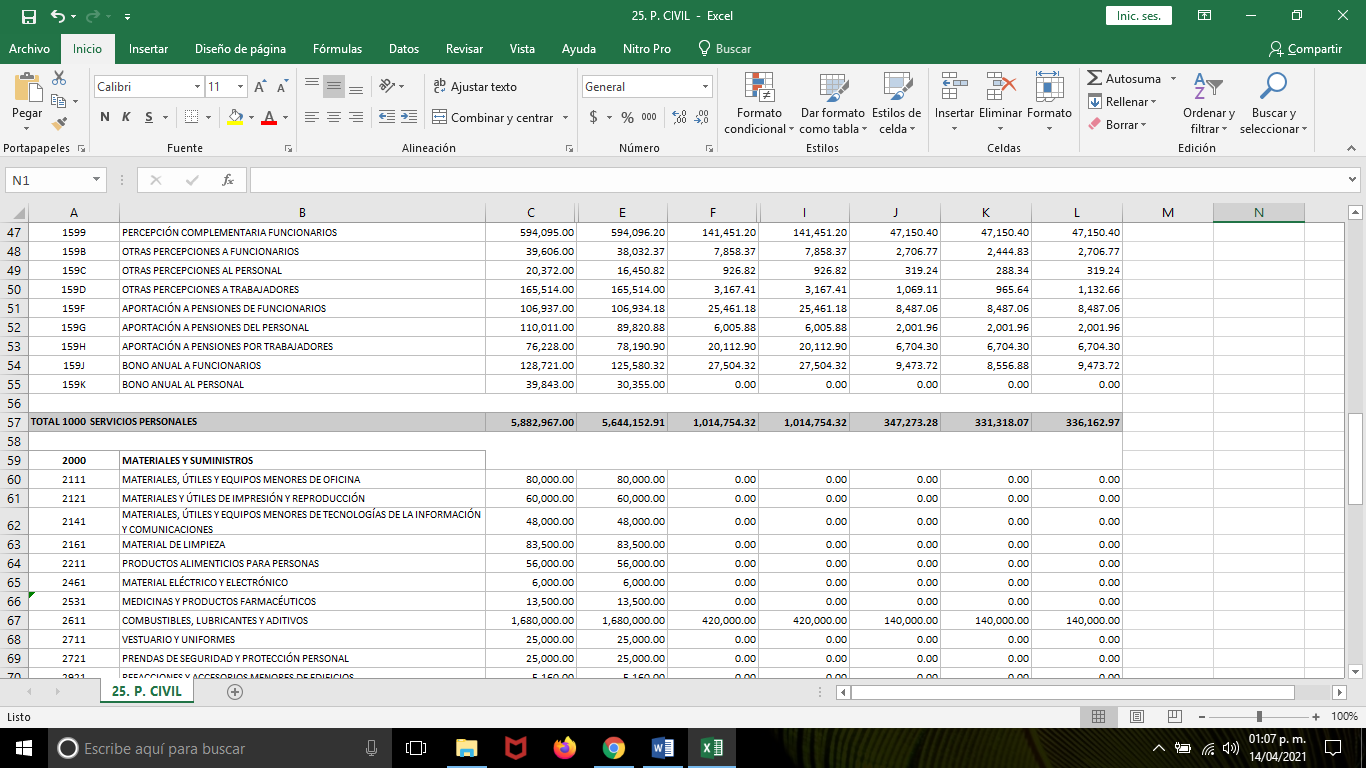 25. P. CIVIL - Excel
Inic. ses.
Archivo Inicio Insertar Diseño de página Fórmulas Datos Revisar Vista Ayuda Nitro Pro Buscar Compartir
Pegar
Portapapeles
Calibri 11
N K S
Fuente
Ajustar texto
Combinar y centrar
Alineación
General
$ % 000
Número
Formato condicional
Dar formato como tabla
Estilos de celda
Estilos
Insertar Eliminar Formato
Celdas
Autosuma
Rellenar
Borrar
Ordenar y filtrar
Buscar y seleccionar
Edición
N1 fx
A B C E F I J K L M N
47 1599 PERCEPCIÓN COMPLEMENTARIA FUNCIONARIOS 594,095.00 594,096.20 141,451.20 141,451.20 47,150.40 47,150.40 47,150.40
48 159B OTRAS PERCEPCIONES A FUNCIONARIOS 39,606.00 38,032.37 7,858.37 7,858.37 2,706.77 2,444.83 2,706.77
49 159C OTRAS PERCEPCIONES AL PERSONAL 20,372.00 16,450.82 926.82 926.82 319.24 288.34 319.24
50 159D OTRAS PERCEPCIONES A TRABAJADORES 165,514.00 165,514.00 3,167.41 3,167.41 1,069.11 965.64 1,132.66
51 159F APORTACIÓN A PENSIONES DE FUNCIONARIOS 106,937.00 106,934.18 25,461.18 25,461.18 8,487.06 8,487.06 8,487.06
52 159G APORTACIÓN A PENSIONES DEL PERSONAL 110,011.00 89,820.88 6,005.88 6,005.88 2,001.96 2,001.96 2,001.96
53 159H APORTACIÓN A PENSIONES POR TRABAJADORES 76,228.00 78,190.90 20,112.90 20,112.90 6,704.30 6,704.30 6,704.30
54 159J BONO ANUAL A FUNCIONARIOS 128,721.00 125,580.32 27,504.32 27,504.32 9,473.72 8,556.88 9,473.72
55 159K BONO ANUAL AL PERSONAL 39,843.00 30,355.00 0.00 0.00 0.00 0.00 0.00
56
57 TOTAL 1000 SERVICIOS PERSONALES 5,882,967.00 5,644,152.91 1,014,754.32 1,014,754.32 347,273.28 331,318.07 336,162.97
58
59 2000 MATERIALES Y SUMINISTROS
60 2111 MATERIALES, ÚTILES Y EQUIPOS MENORES DE OFICINA 80,000.00 80,000.00 0.00 0.00 0.00 0.00 0.00
61 2121 MATERIALES Y ÚTILES DE IMPRESIÓN Y REPRODUCCIÓN 60,000.00 60,000.00 0.00 0.00 0.00 0.00 0.00
62 2141 MATERIALES, ÚTILES Y EQUIPOS MENORES DE TECNOLOGÍAS DE LA INFORMACIÓN
Y COMUNICACIONES 48,000.00 48,000.00 0.00 0.00 0.00 0.00 0.00
63 2161 MATERIAL DE LIMPIEZA 83,500.00 83,500.00 0.00 0.00 0.00 0.00 0.00
64 2211 PRODUCTOS ALIMENTICIOS PARA PERSONAS 56,000.00 56,000.00 0.00 0.00 0.00 0.00 0.00
65 2461 MATERIAL ELÉCTRICO Y ELECTRÓNICO 6,000.00 6,000.00 0.00 0.00 0.00 0.00 0.00
66 2531 MEDICINAS Y PRODUCTOS FARMACÉUTICOS 13,500.00 13,500.00 0.00 0.00 0.00 0.00 0.00
67 2611 COMBUSTIBLES, LUBRICANTES Y ADITIVOS 1,680,000.00 1,680,000.00 420,000.00 420,000.00 140,000.00 140,000.00 140,000.00
68 2711 VESTUARIO Y UNIFORMES 25,000.00 25,000.00 0.00 0.00 0.00 0.00 0.00
69 2721 PRENDAS DE SEGURIDAD Y PROTECCIÓN PERSONAL 25,000.00 25,000.00 0.00 0.00 0.00 0.00 0.00
70 2921 REFACCIONES Y ACCESORIOS MENORES DE EDIFICIOS 5,160.00 5,160.00 0.00 0.00 0.00 0.00 0.00
25. P. CIVIL
Listo 100%
Escribe aquí para buscar
01:07 p. m.
14/04/2021